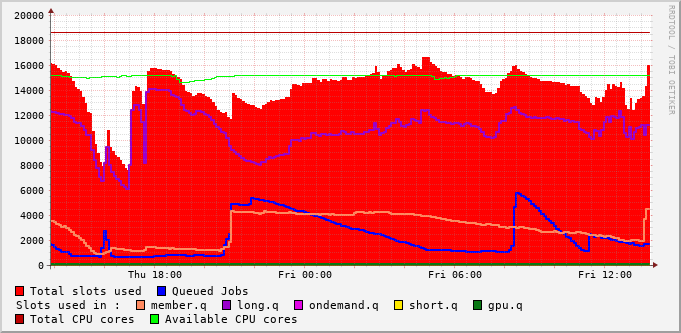 20000
18000
16000
14000
12000
10000
8000
6000
4000
2000
0
Thu 18:00 Fri 00:00 Fri 06:00 Fri 12:00
RRDTOOL / TOBI OETIKER
Total slots used Queued Jobs
Slots used in : member.q long.q ondemand.q short.q gpu.q
Total CPU cores Available CPU cores